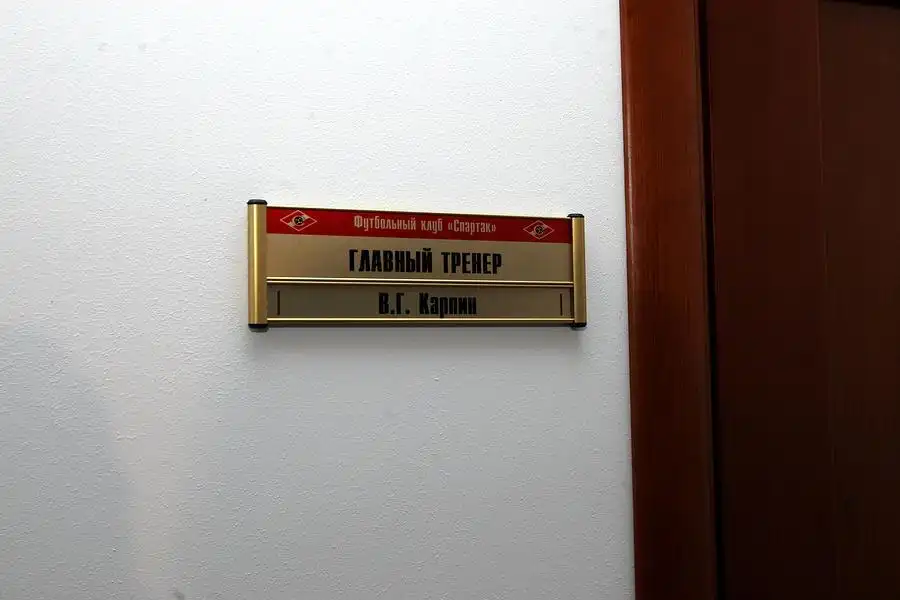 Футбольный клуб «Спартак»
ГЛАВНЫЙ ТРЕНЕР
В.Г. Карпин